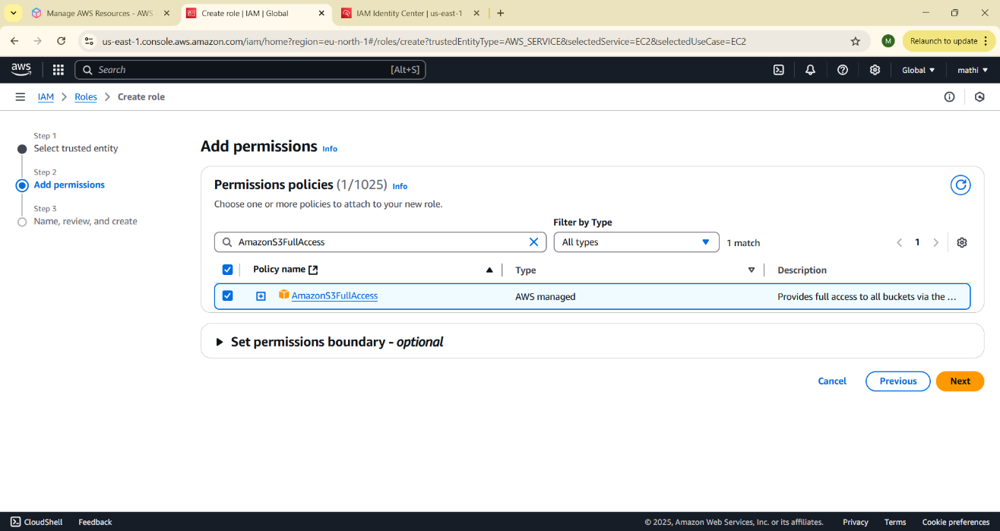 Manage AWS Resources - AWS
Create role | IAM | Global
IAM Identity Center | us-east-1
us-east-1.console.aws.amazon.com/iam/home?region=eu-north-1#/roles/create?trustedEntityType=AWS_SERVICE&selectedService=EC2&selectedUseCase=EC2
M
Relaunch to update
aws
Search
[Alt+S]
Global
mathi
IAM
Roles
Create role
Step 1
Select trusted entity
Step 2
Add permissions
Step 3
Name, review, and create
Add permissions Info
Permissions policies (1/1025) Info
Choose one or more policies to attach to your new role.
Filter by Type
AmazonS3FullAccess
All types
1 match
1
Policy name
Type
Description
AmazonS3FullAccess
AWS managed
Provides full access to all buckets via the ...
Set permissions boundary - optional
Cancel
Previous
Next
CloudShell
Feedback
© 2025, Amazon Web Services, Inc. or its affiliates.
Privacy
Terms
Cookie preferences